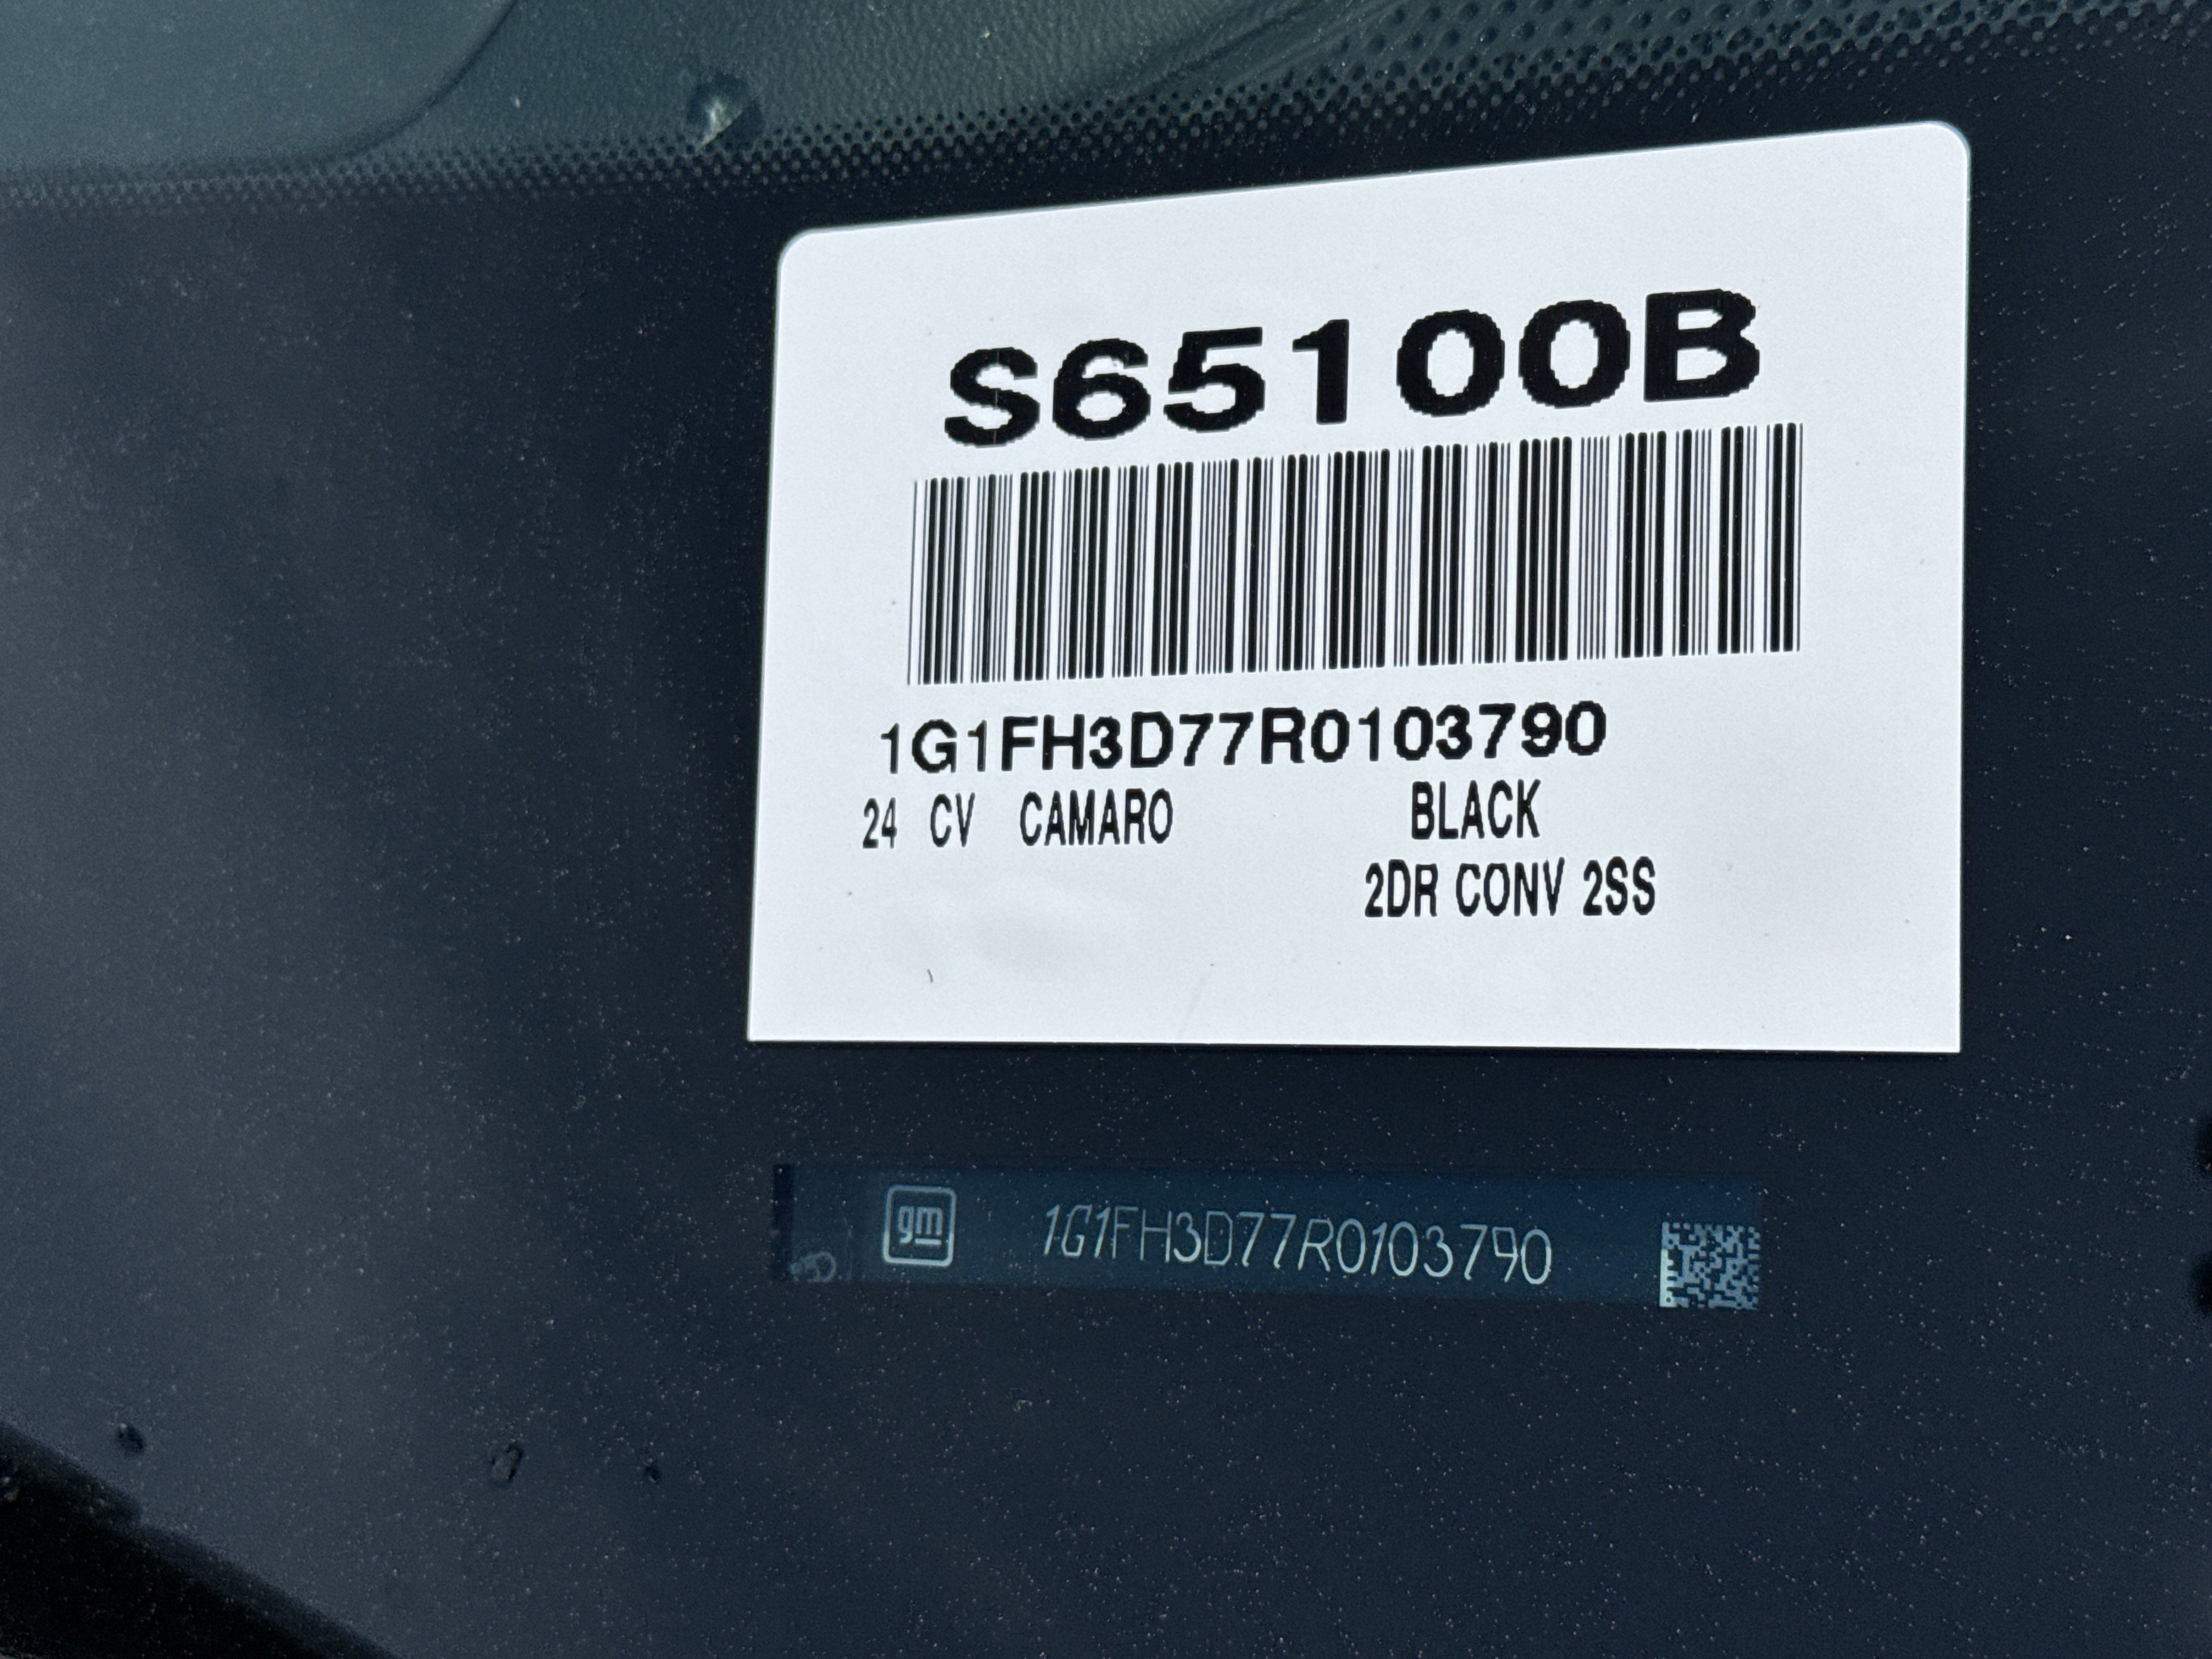 S65100B
1G1FH3D77R0103790
24 CV CAMARO BLACK
2DR CONV 2SS
gm 1G1FH3D77R0103790